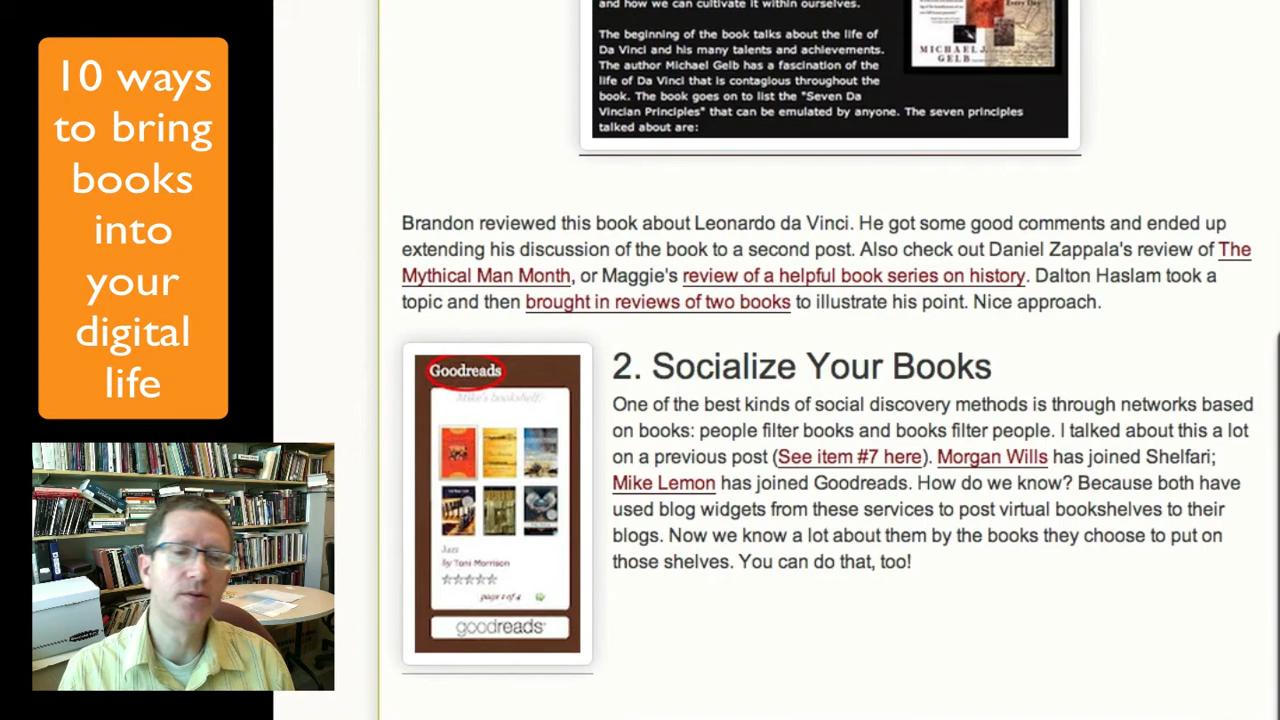 10 ways
to bring
books
into
your
digital
life
and how we can cultivate it within ourselves.
The beginning of the book talks about the life of
Da Vinci and his many talents and achievements.
The author Michael Gelb has a fascination of the
life of Da Vinci that is contagious throughout the
book. The book goes on to list the "Seven Da
Vincian Principles" that can be emulated by anyone. The seven principles
talked about are:
Every Day
MICHAEL J.
GELB
Brandon reviewed this book about Leonardo da Vinci. He got some good comments and ended up
extending his discussion of the book to a second post. Also check out Daniel Zappala's review of The
Mythical Man Month, or Maggie's review of a helpful book series on history. Dalton Haslam took a
topic and then brought in reviews of two books to illustrate his point. Nice approach.
Goodreads
Mike's bookshelf:
Jazz
by Toni Morrison
page 1 of 4
goodreads
2. Socialize Your Books
One of the best kinds of social discovery methods is through networks based
on books: people filter books and books filter people. I talked about this a lot
on a previous post (See item #7 here). Morgan Wills has joined Shelfari;
Mike Lemon has joined Goodreads. How do we know? Because both have
used blog widgets from these services to post virtual bookshelves to their
blogs. Now we know a lot about them by the books they choose to put on
those shelves. You can do that, too!